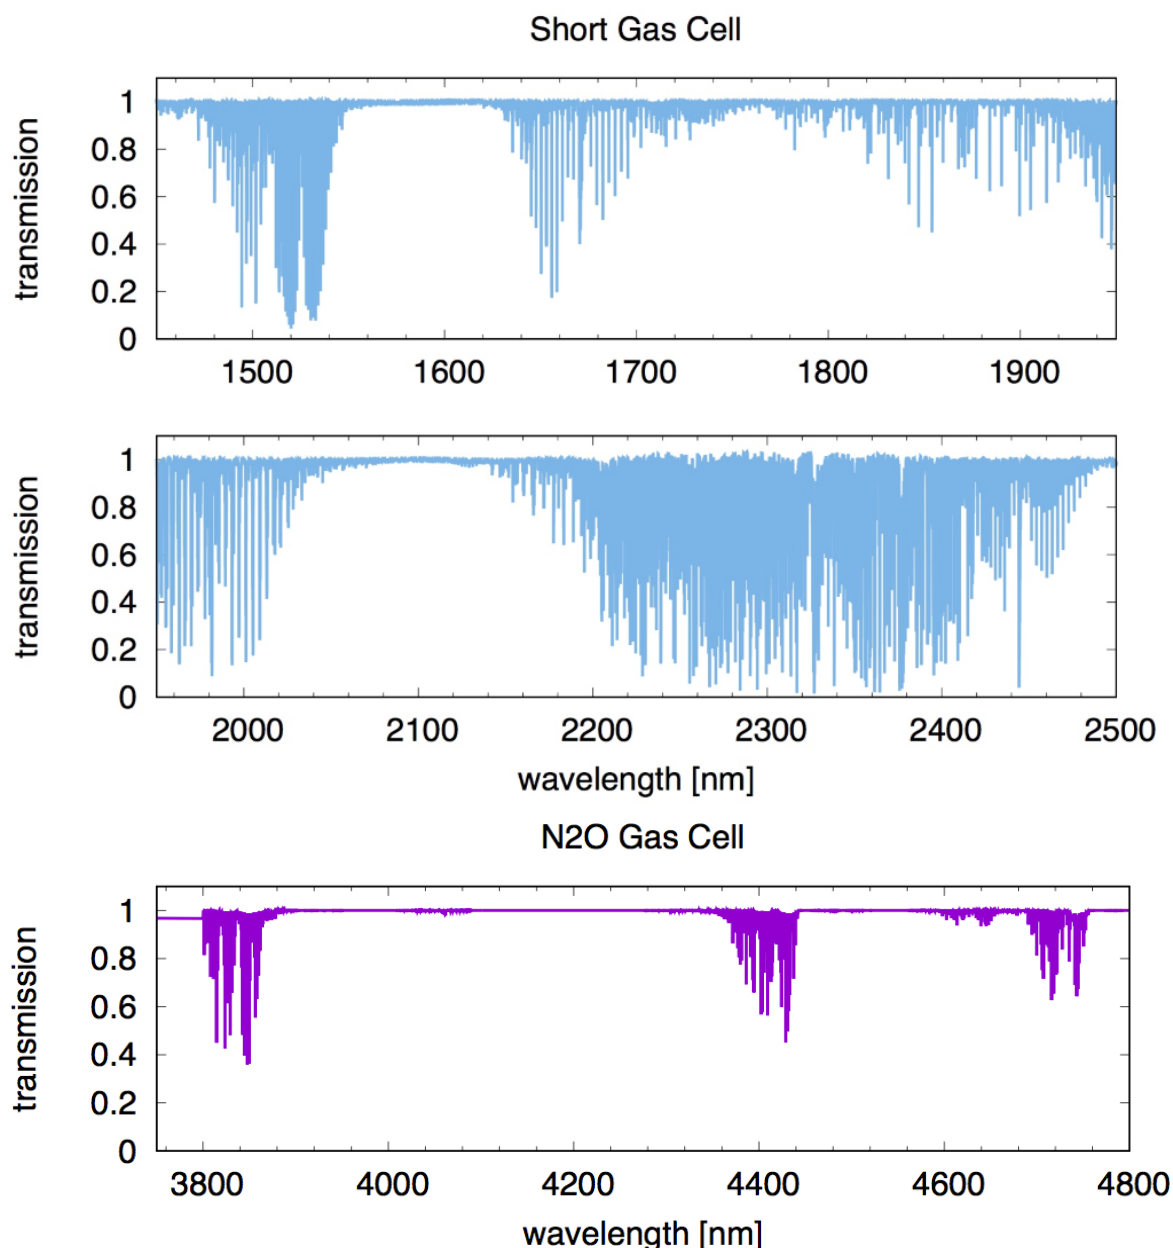 Short Gas Cell
transmission
1
0.8
0.6
0.4
0.2
0
1500 1600 1700 1800 1900
transmission
1
0.8
0.6
0.4
0.2
0
2000 2100 2200 2300 2400 2500
wavelength [nm]
N2O Gas Cell
transmission
1
0.8
0.6
0.4
0.2
0
3800 4000 4200 4400 4600 4800
wavelength [nm]